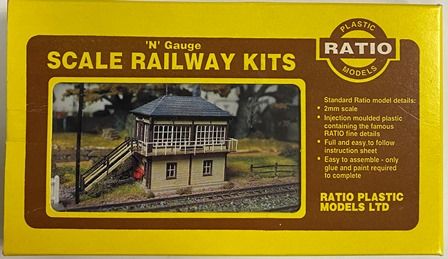 'N' Gauge
SCALE RAILWAY KITS
PLASTIC
RATIO
MODELS
Standard Ratio model details:
• 2mm scale
• Injection moulded plastic
containing the famous
RATIO fine details
• Full and easy to follow
instruction sheet
• Easy to assemble - only
glue and paint required
to complete
RATIO PLASTIC
MODELS LTD